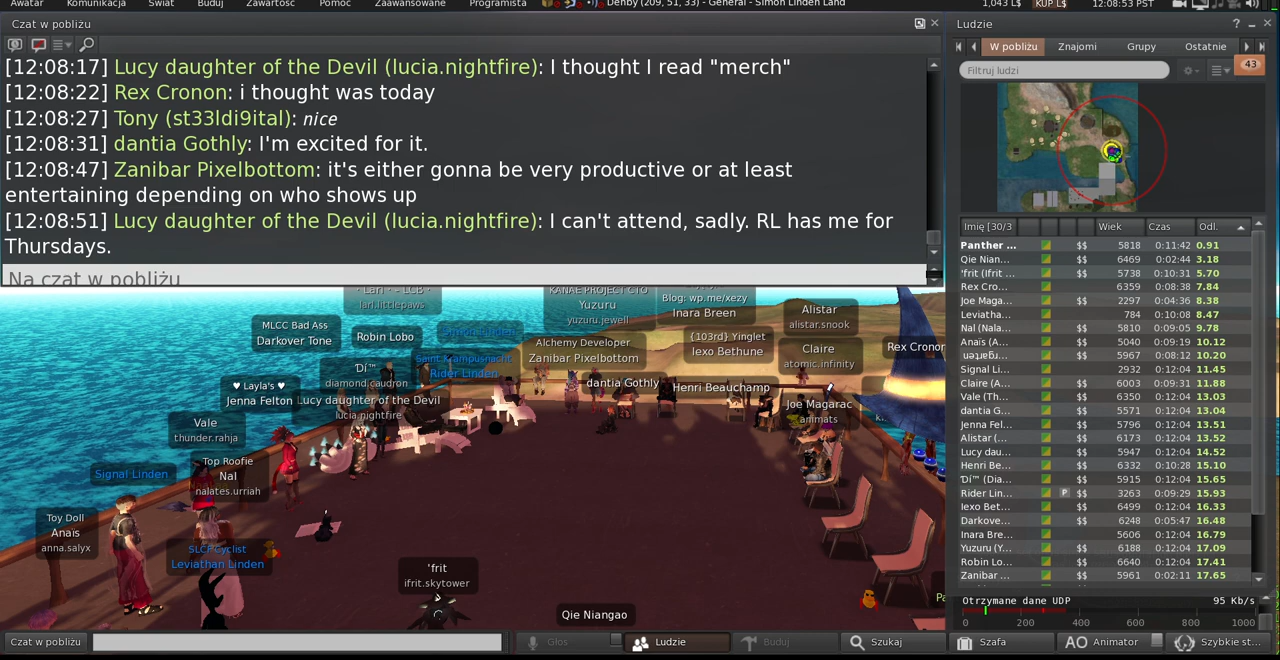 Awatar Komunikacja Świat Buduj Zawartość Pomoc Zaawansowane Programista Denby (209, 51, 33) - General - Simon Linden Land 1,043 L$ KUP L$ 12:08:53 PST
Czat w pobliżu
[12:08:17] Lucy daughter of the Devil (lucia.nightfire): I thought I read "merch"
[12:08:22] Rex Cronon: i thought was today
[12:08:27] Tony (st33ldi9ital): nice
[12:08:31] dantia Gothly: I'm excited for it.
[12:08:47] Zanibar Pixelbottom: it's either gonna be very productive or at least
entertaining depending on who shows up
[12:08:51] Lucy daughter of the Devil (lucia.nightfire): I can't attend, sadly. RL has me for
Thursdays.
Na czat w pobliżu
KANAE PROJECT CTO
Yuzuru
yuzuru.jewell
Blog: wp.me/xezy
Inara Breen
Alistar
alistar.snook
lari.littlepaws
MLCC Bad Ass
Darkover Tone
Robin Lobo
Simon Linden
Alchemy Developer
Zanibar Pixelbottom
{103rd} Yinglet
Iexo Bethune
Claire
atomic.infinity
Rex Cronon
Saint Krampusnacht
Rider Linden
Ɗí™
diamond.caudron
dantia Gothly
Henri Beauchamp
♥ Layla's ♥
Jenna Felton
Lucy daughter of the Devil
lucia.nightfire
Joe Magarac
animats
Vale
thunder.rahja
Signal Linden
Top Roofie
Nal
nalates.urriah
Toy Doll
Anaïs
anna.salyx
SLCF Cyclist
Leviathan Linden
'frit
ifrit.skytower
Qie Niangao
Czat w pobliżu
Głos
Ludzie
Buduj
Szukaj
Ludzie
? _ ×
W pobliżu Znajomi Grupy Ostatnie
Filtruj ludzi
43
Imię [30/3 Wiek Czas Odl.
Panther ... $$ 5818 0:11:42 0.91
Qie Nian... $$ 6469 0:02:44 3.18
'frit (Ifrit ... $$ 5738 0:10:31 5.70
Rex Cro... 6359 0:08:38 7.84
Joe Maga... $$ 2297 0:04:36 8.38
Leviatha... 784 0:10:08 8.47
Nal (Nala... $$ 5810 0:09:05 9.78
Anaïs (A... $$ 5040 0:09:19 10.12
$$ 5967 0:08:12 10.20
Signal Li... 2932 0:12:04 11.45
Claire (A... $$ 6003 0:09:31 11.88
Vale (Th... $$ 6350 0:12:04 13.03
dantia G... $$ 5571 0:12:04 13.04
Jenna Fel... $$ 5796 0:12:04 13.51
Alistar (... $$ 6173 0:12:04 13.52
Lucy dau... $$ 5947 0:12:04 14.52
Henri Be... $$ 6332 0:10:28 15.10
Ɗí™ (Dia... $$ 5915 0:12:04 15.65
Rider Lin... P $$ 3263 0:09:29 15.93
Iexo Bet... $$ 6499 0:12:04 16.33
Darkove... $$ 6248 0:05:47 16.48
Inara Bre... 5606 0:12:04 16.79
Yuzuru (Y... $$ 6188 0:12:04 17.09
Robin Lo... $$ 6640 0:12:04 17.41
Zanibar ... $$ 5961 0:02:11 17.65
Otrzymane dane UDP 95 Kb/s
0 200 400 600 800 1000
Szafa
AO Animator
Szybkie st...